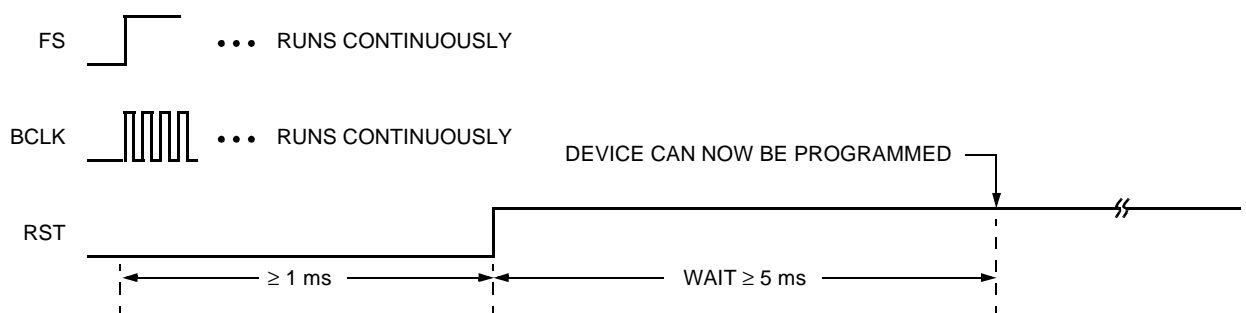 FS ••• RUNS CONTINUOUSLY
BCLK ••• RUNS CONTINUOUSLY
DEVICE CAN NOW BE PROGRAMMED
RST
≥ 1 ms WAIT ≥ 5 ms